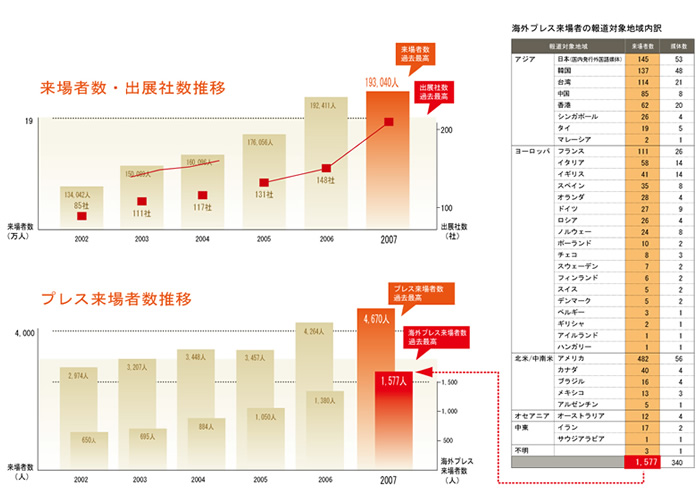 来場者数・出展社数推移
来場者数
過去最高
193,040人
出展社数
過去最高
192,411人
19
176,056人
200
160,096人
150,089人
134,042人
148社
131社
85社
111社
117社
100
来場者数
(万人)
2002
2003
2004
2005
2006
2007
出展社数
(社)
プレス来場者数推移
プレス来場者数
過去最高
4,670人
4,000
4,264人
海外プレス来場者数
過去最高
3,448人
3,457人
3,207人
2,974人
1,577人
1,500
1,380人
1,050人
1,000
884人
695人
650人
500
来場者数
(人)
2002
2003
2004
2005
2006
2007
海外プレス
来場者数
(人)
海外プレス来場者の報道対象地域内訳
報道対象地域 来場者数 媒体数
アジア 日本(国内発行外国語媒体) 145 53
韓国 137 48
台湾 114 21
中国 85 8
香港 62 20
シンガポール 26 4
タイ 19 5
マレーシア 2 1
ヨーロッパ フランス 111 26
イタリア 58 14
イギリス 41 14
スペイン 35 8
オランダ 28 4
ドイツ 27 9
ロシア 26 4
ノルウェー 24 8
ポーランド 10 2
チェコ 8 3
スウェーデン 7 2
フィンランド 6 2
スイス 5 2
デンマーク 5 2
ベルギー 3 1
ギリシャ 2 1
アイルランド 1 1
ハンガリー 1 1
北米/中南米 アメリカ 482 56
カナダ 40 4
ブラジル 16 4
メキシコ 13 3
アルゼンチン 5 1
オセアニア オーストラリア 12 4
中東 イラン 17 2
サウジアラビア 1 1
不明 3 1
1,577 340